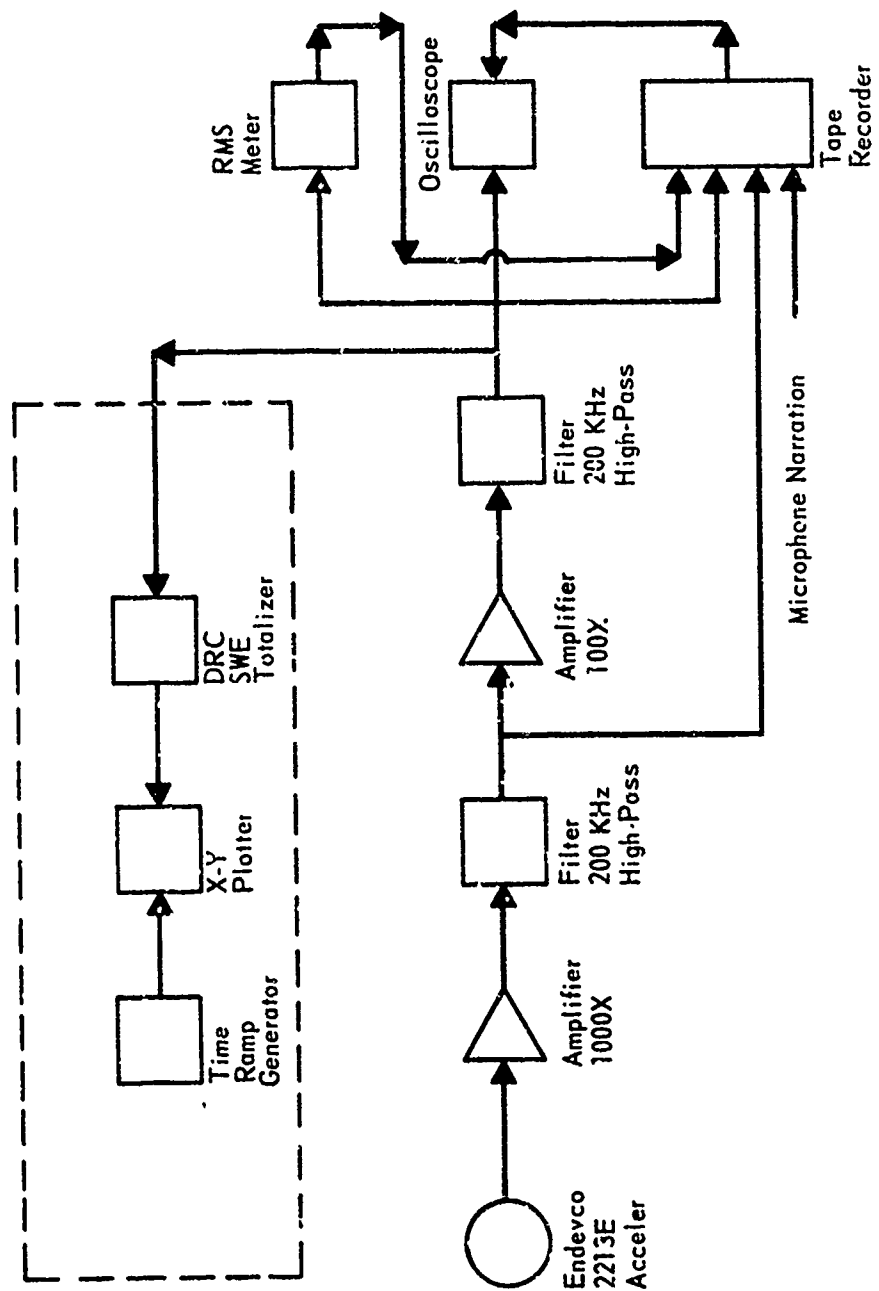 Time
Ramp
Generator
X-Y
Plotter
DRC
SWE
Totalizer
RMS
Meter
Oscilloscope
Tape
Recorder
Endevco
2213E
Acceler
Amplifier
1000X
Filter
200 KHz
High-Pass
Amplifier
100X
Filter
200 KHz
High-Pass
Microphone Narration